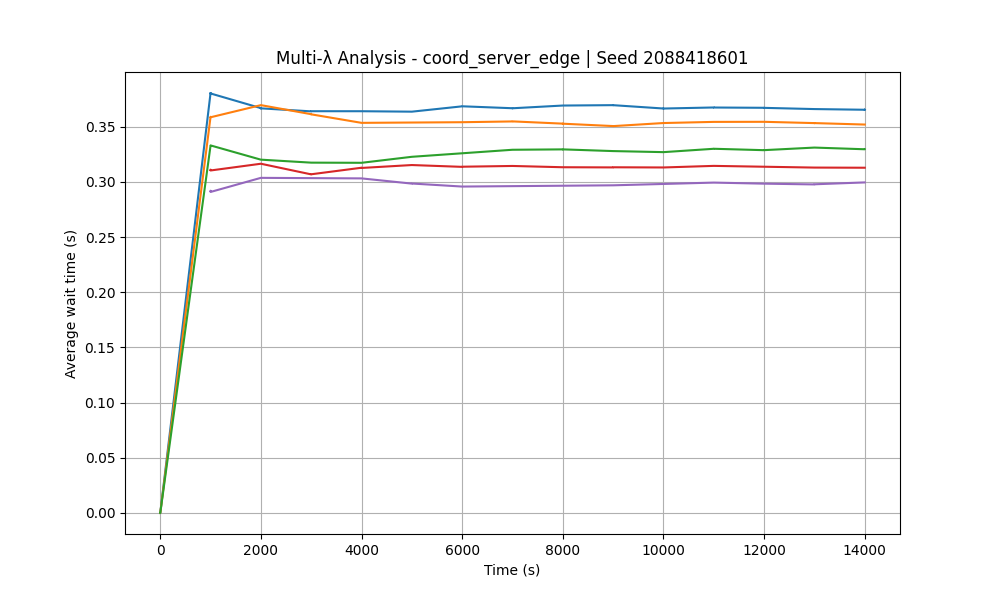 Multi-λ Analysis - coord_server_edge | Seed 2088418601
Average wait time (s)
0.35
0.30
0.25
0.20
0.15
0.10
0.05
0.00
0 2000 4000 6000 8000 10000 12000 14000
Time (s)